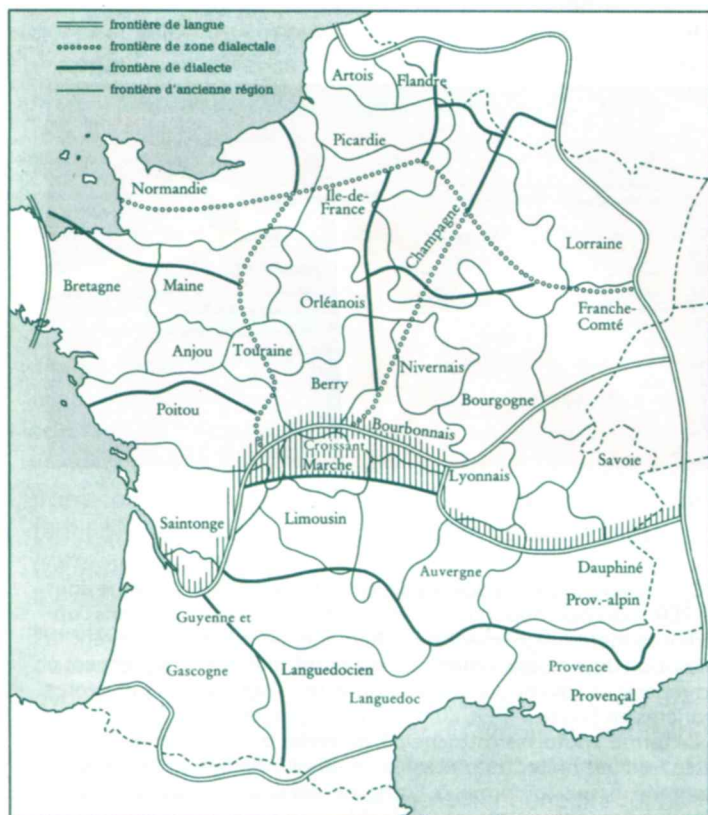 frontière de langue
frontière de zone dialectale
frontière de dialecte
frontière d'ancienne région
Artois
Flandre
Picardie
Normandie
Ile-de-
France
Champagne
Lorraine
Bretagne
Maine
Orléanois
Franche-
Comté
Anjou
Touraine
Berry
Nivernais
Bourgogne
Poitou
Bourbonnais
Croissant
Marche
Lyonnais
Savoie
Saintonge
Limousin
Auvergne
Dauphiné
Prov.-alpin
Guyenne et
Gascogne
Languedocien
Languedoc
Provence
Provençal